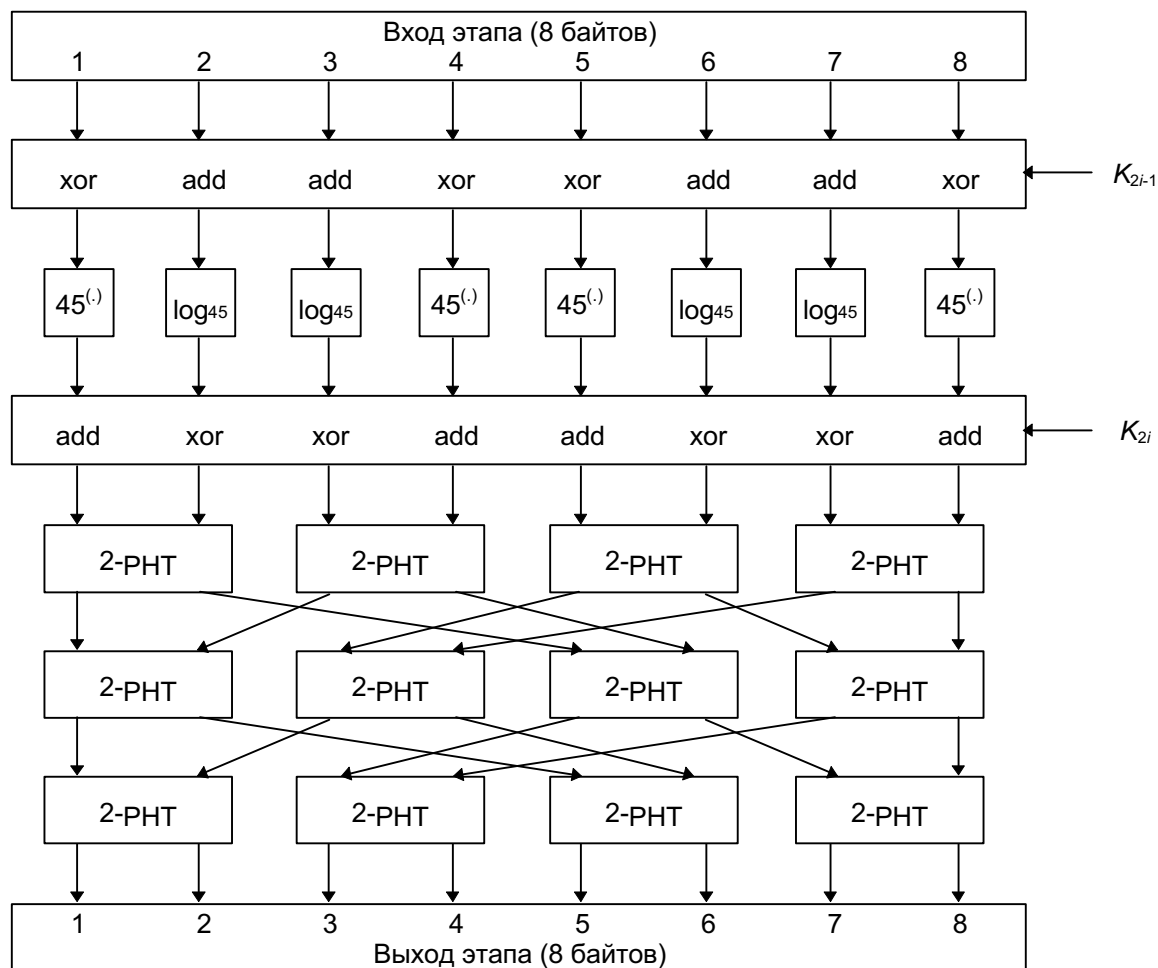 Вход этапа (8 байтов)
1 2 3 4 5 6 7 8
xor add add xor xor add add xor
K2i-1
45(.) log45 log45 45(.) 45(.) log45 log45 45(.)
add xor xor add add xor xor add
K2i
2-PHT 2-PHT 2-PHT 2-PHT
2-PHT 2-PHT 2-PHT 2-PHT
2-PHT 2-PHT 2-PHT 2-PHT
1 2 3 4 5 6 7 8
Выход этапа (8 байтов)